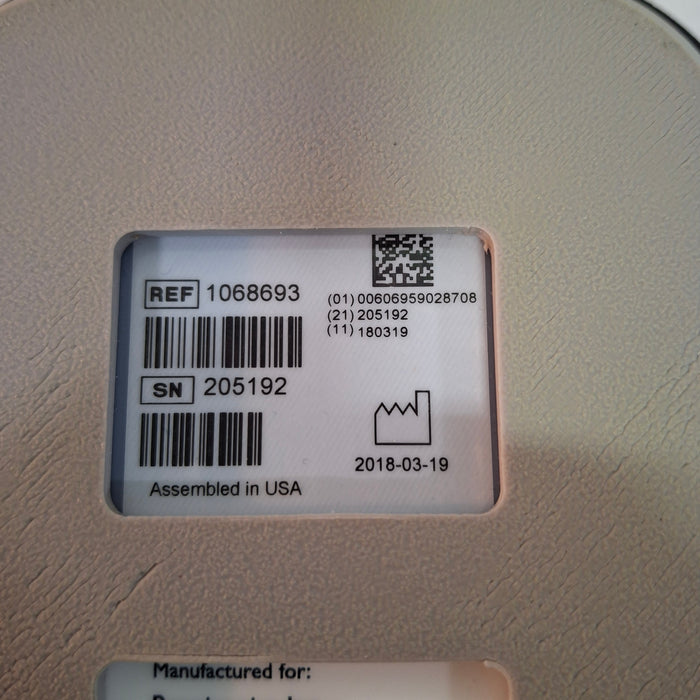 REF 1068693
(01) 00606959028708
(21) 205192
(11) 180319
SN 205192
2018-03-19
Assembled in USA
Manufactured for: